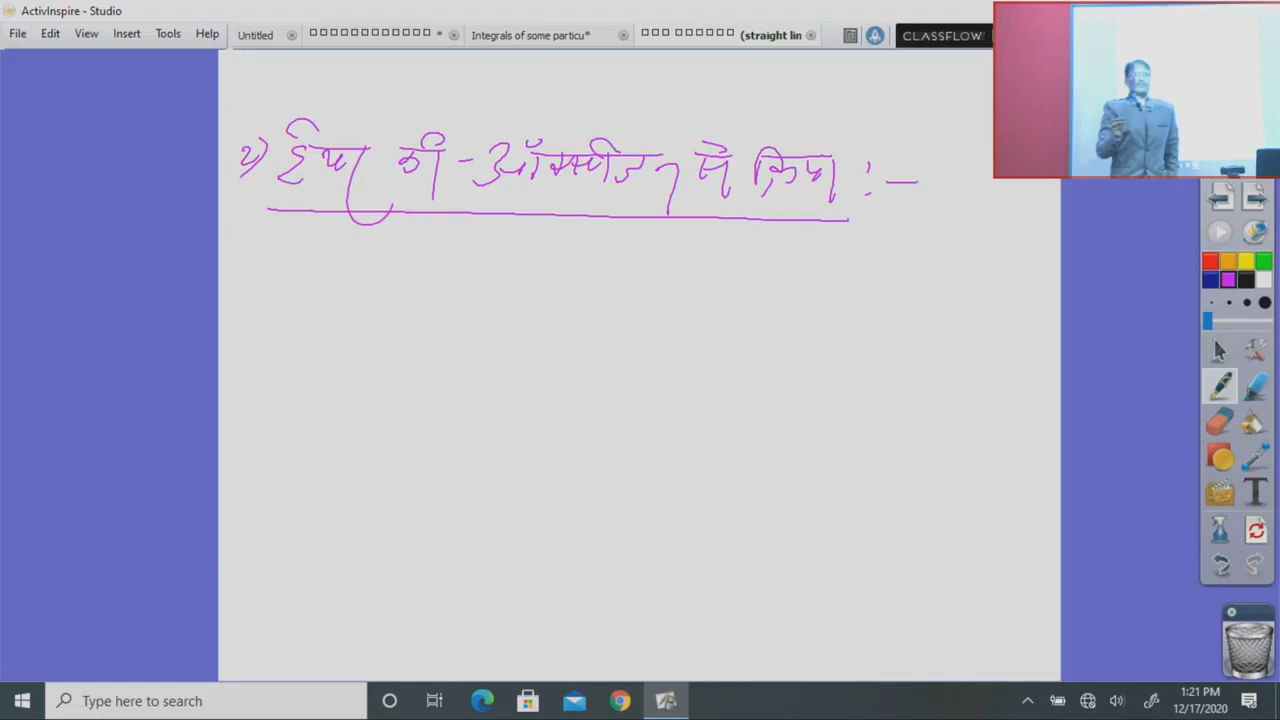 ActivInspire - Studio
File Edit View Insert Tools Help Untitled □□□□□□□□□□□□ * Integrals of some particu* □□□ □□□□□□□ (straight lin CLASSFLOW
2) ईथर की - ऑक्सीजन से क्रिया :-
T
Type here to search
1:21 PM
12/17/2020